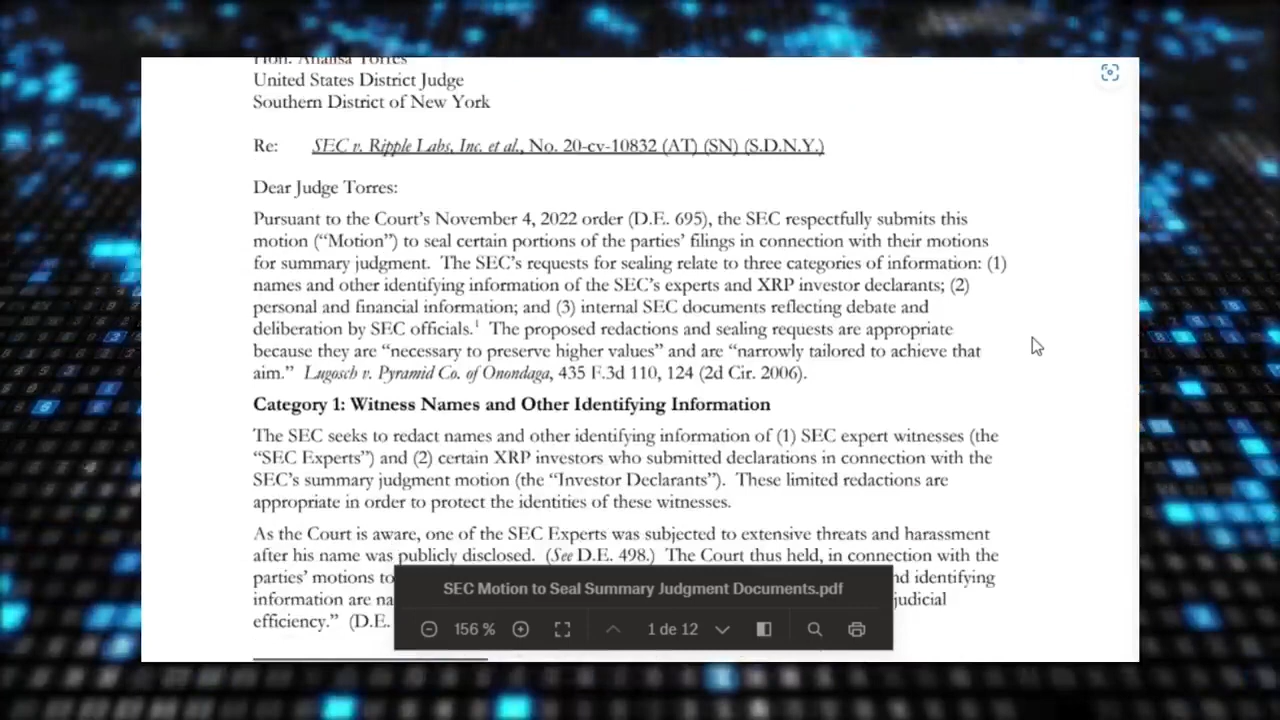 Hon. Analisa Torres
United States District Judge
Southern District of New York
Re: SEC v. Ripple Labs, Inc. et al., No. 20-cv-10832 (AT) (SN) (S.D.N.Y.)
Dear Judge Torres:
Pursuant to the Court’s November 4, 2022 order (D.E. 695), the SEC respectfully submits this
motion (“Motion”) to seal certain portions of the parties’ filings in connection with their motions
for summary judgment. The SEC’s requests for sealing relate to three categories of information: (1)
names and other identifying information of the SEC’s experts and XRP investor declarants; (2)
personal and financial information; and (3) internal SEC documents reflecting debate and
deliberation by SEC officials.¹ The proposed redactions and sealing requests are appropriate
because they are “necessary to preserve higher values” and are “narrowly tailored to achieve that
aim.” Lugosch v. Pyramid Co. of Onondaga, 435 F.3d 110, 124 (2d Cir. 2006).
Category 1: Witness Names and Other Identifying Information
The SEC seeks to redact names and other identifying information of (1) SEC expert witnesses (the
“SEC Experts”) and (2) certain XRP investors who submitted declarations in connection with the
SEC’s summary judgment motion (the “Investor Declarants”). These limited redactions are
appropriate in order to protect the identities of these witnesses.
As the Court is aware, one of the SEC Experts was subjected to extensive threats and harassment
after his name was publicly disclosed. (See D.E. 498.) The Court thus held, in connection with the
parties’ motions to nd identifying
information are na judicial
efficiency.” (D.E.
SEC Motion to Seal Summary Judgment Documents.pdf
156 % 1 de 12